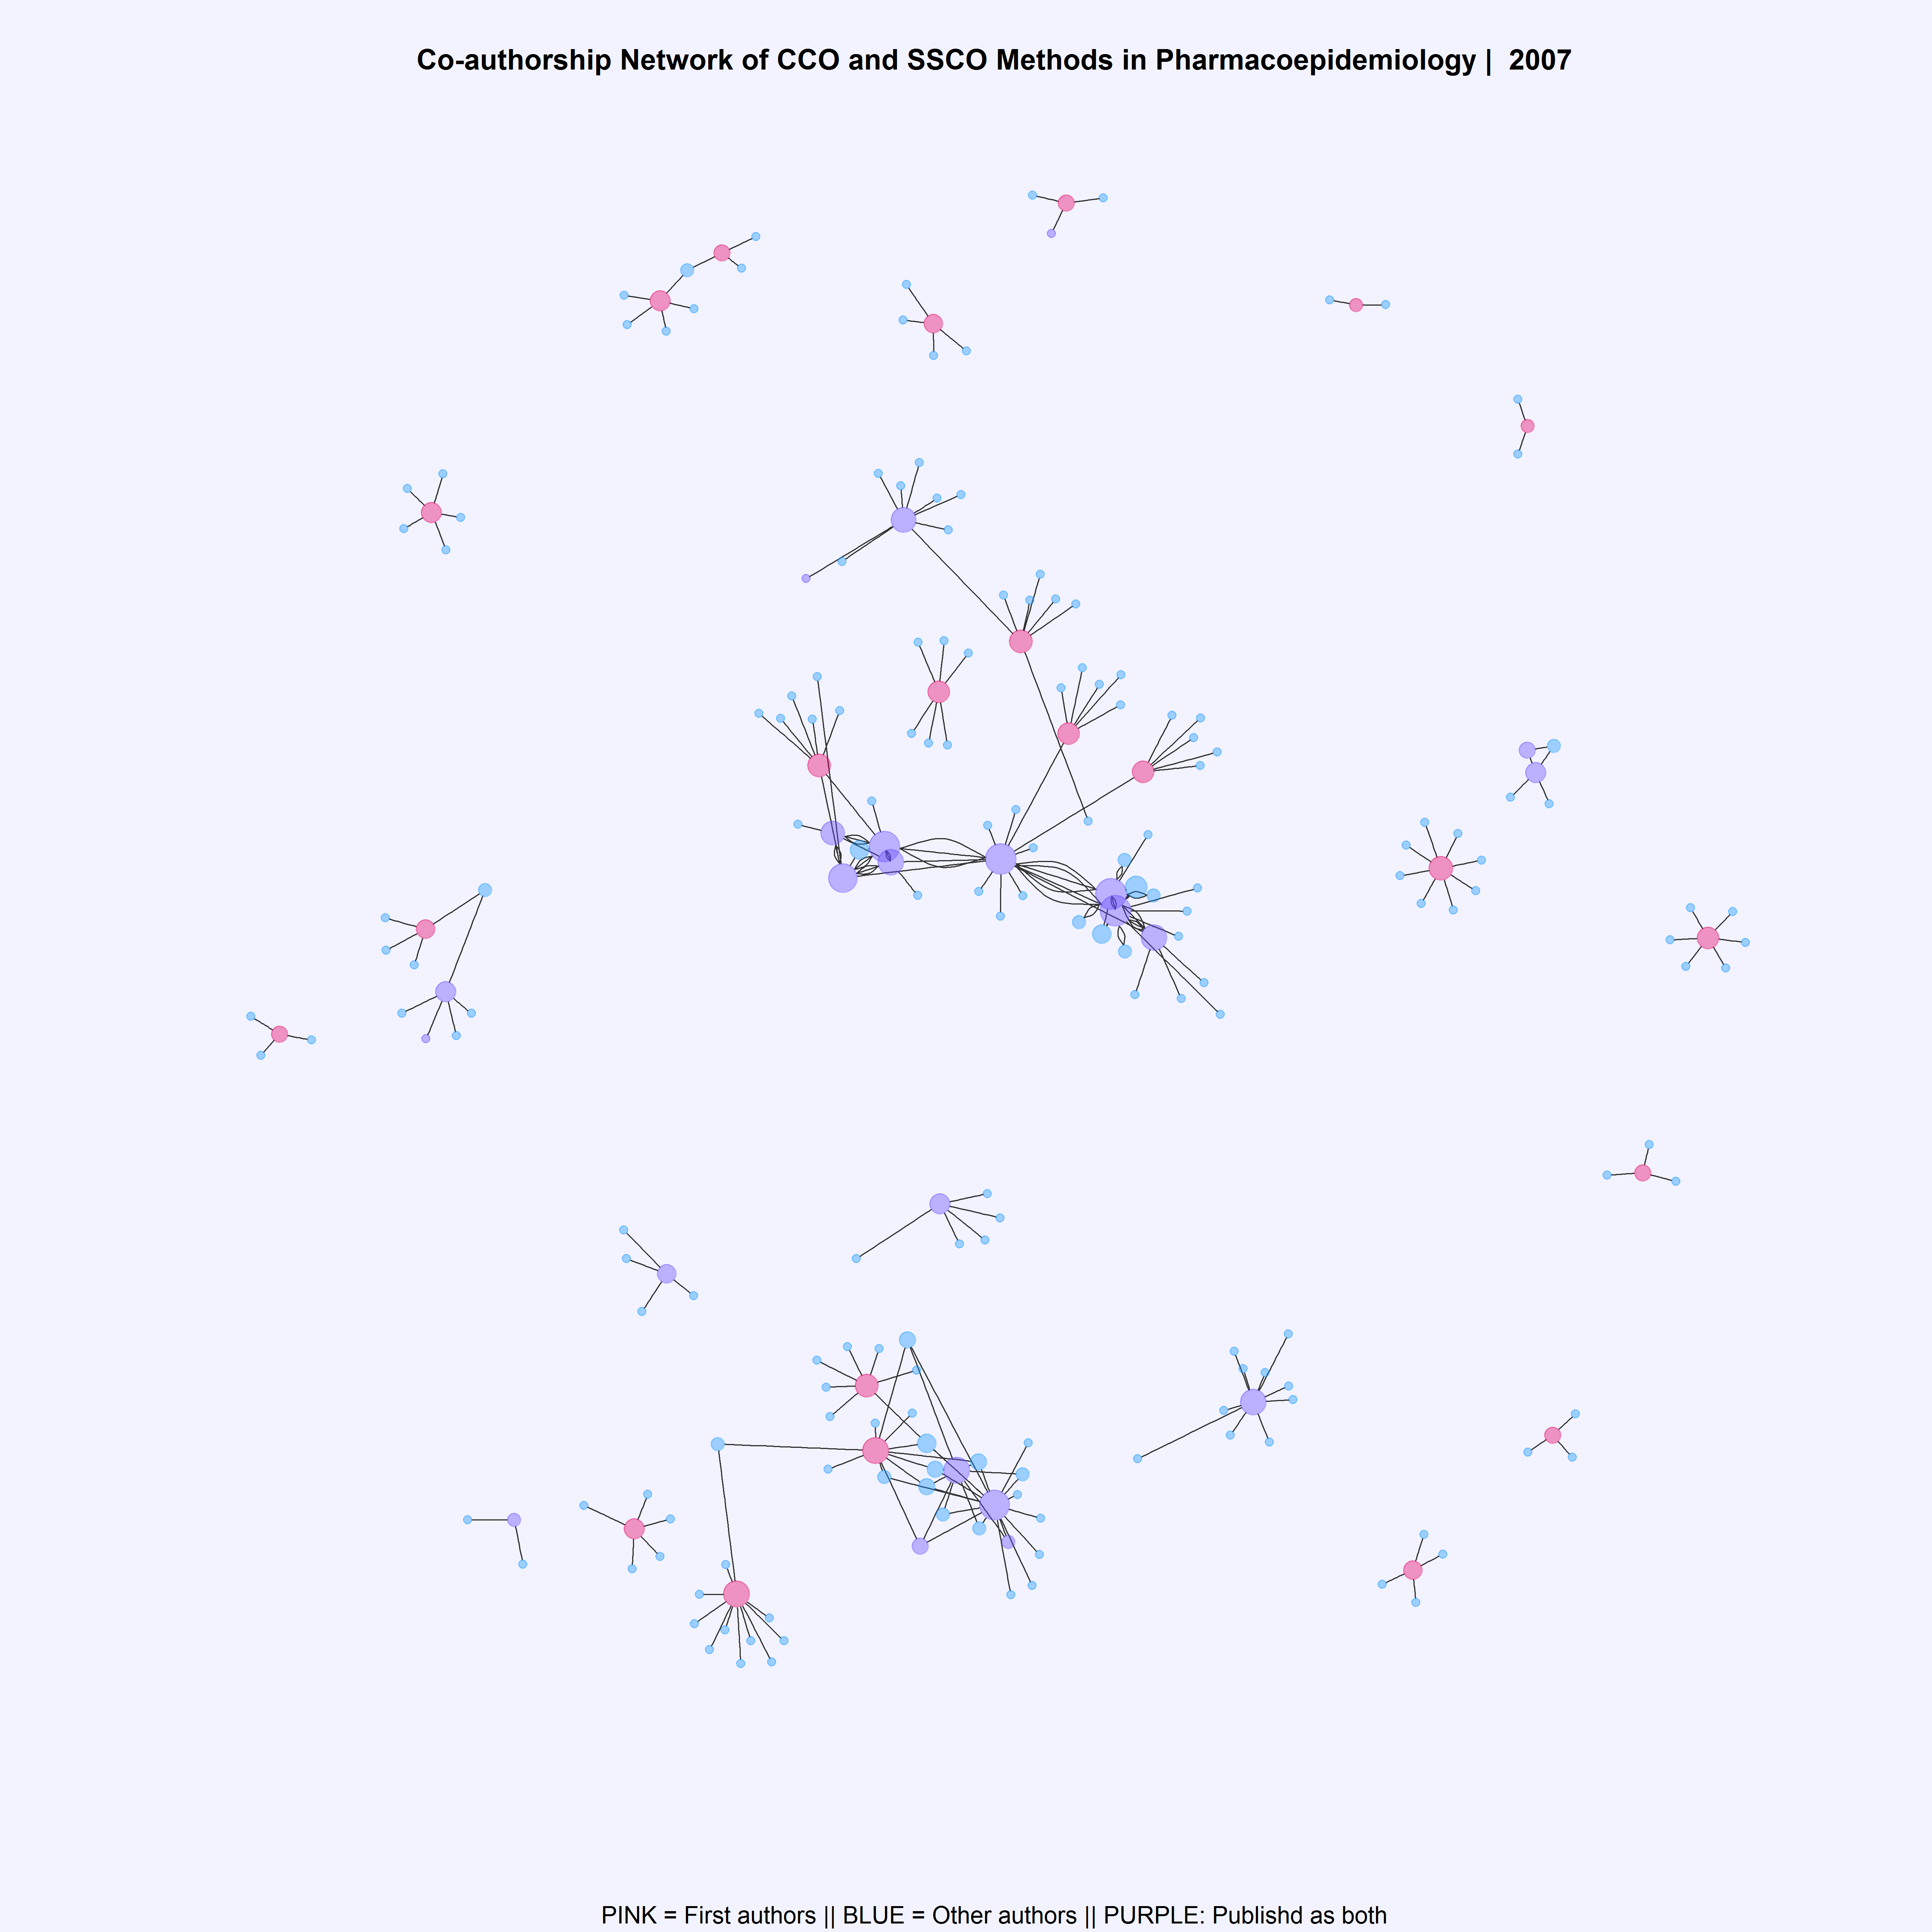 Co-authorship Network of CCO and SSCO Methods in Pharmacoepidemiology |  2007
PINK = First authors || BLUE = Other authors || PURPLE: Publishd as both